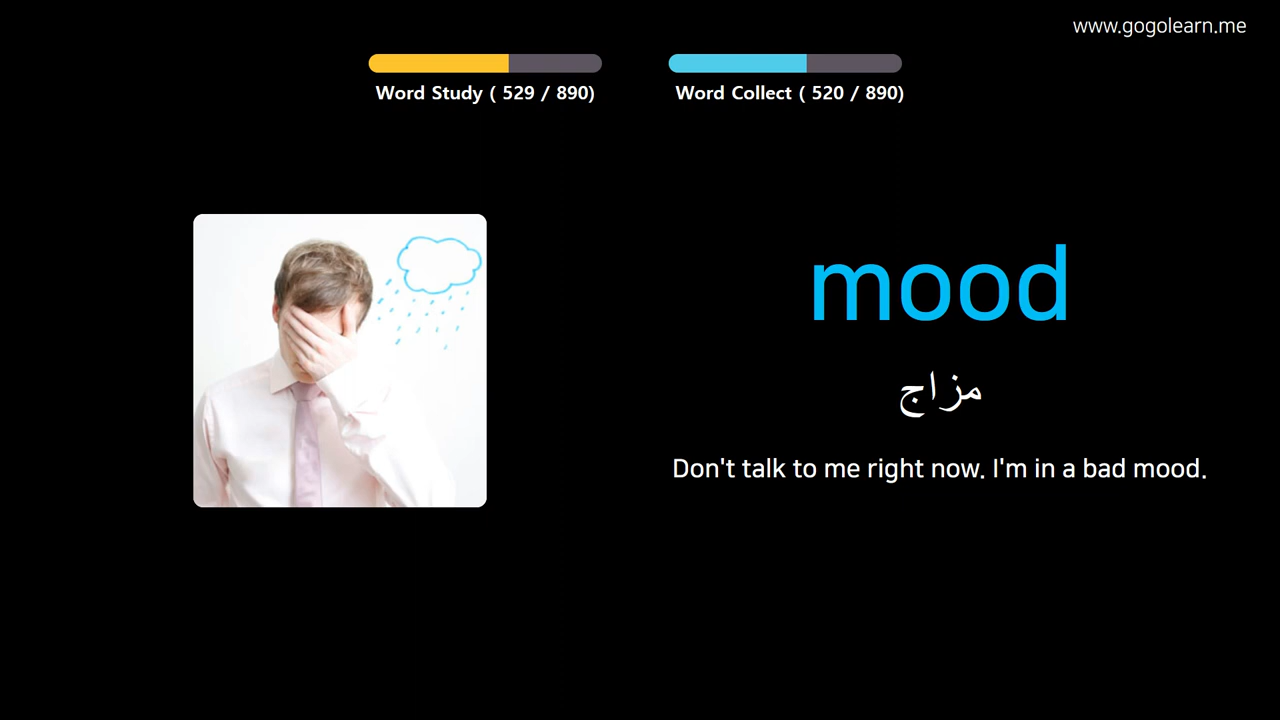 www.gogolearn.me
Word Study ( 529 / 890)
Word Collect ( 520 / 890)
mood
مزاج
Don't talk to me right now. I'm in a bad mood.